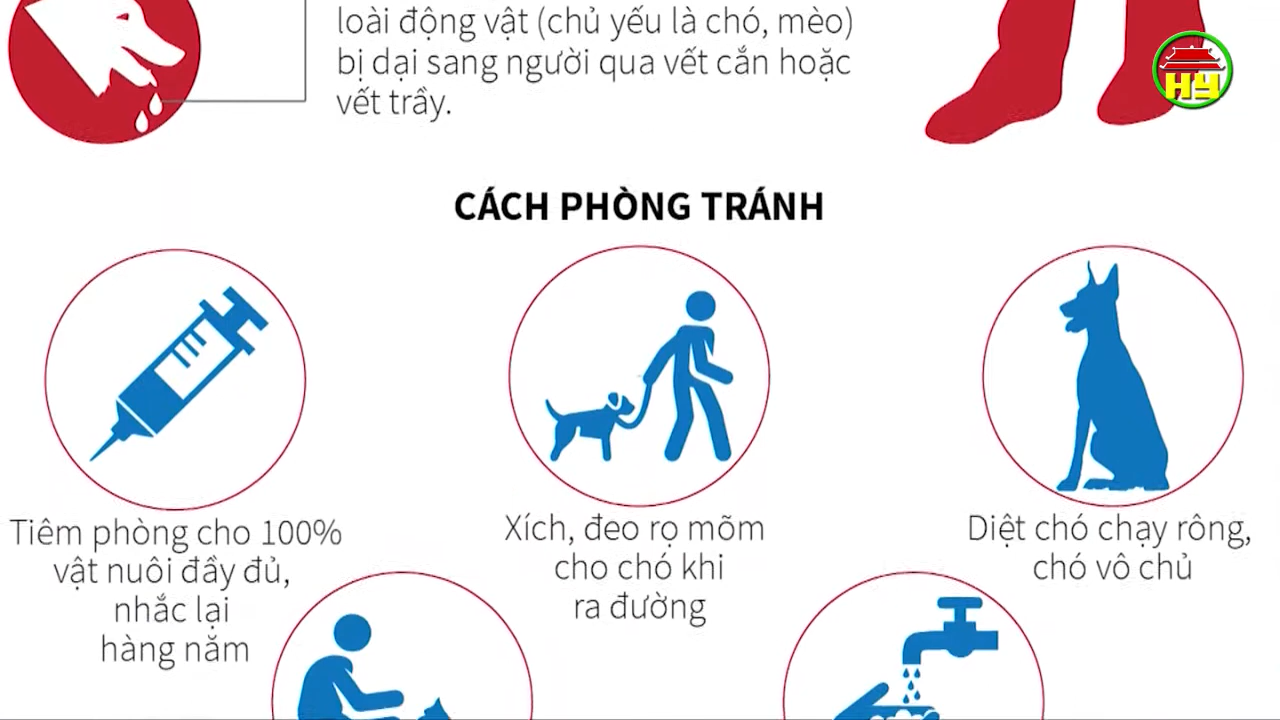 loài động vật (chủ yếu là chó, mèo)
bị dại sang người qua vết cắn hoặc
vết trầy.
HY
CÁCH PHÒNG TRÁNH
Tiêm phòng cho 100%
vật nuôi đầy đủ,
nhắc lại
hàng năm
Xích, đeo rọ mõm
cho chó khi
ra đường
Diệt chó chạy rông,
chó vô chủ